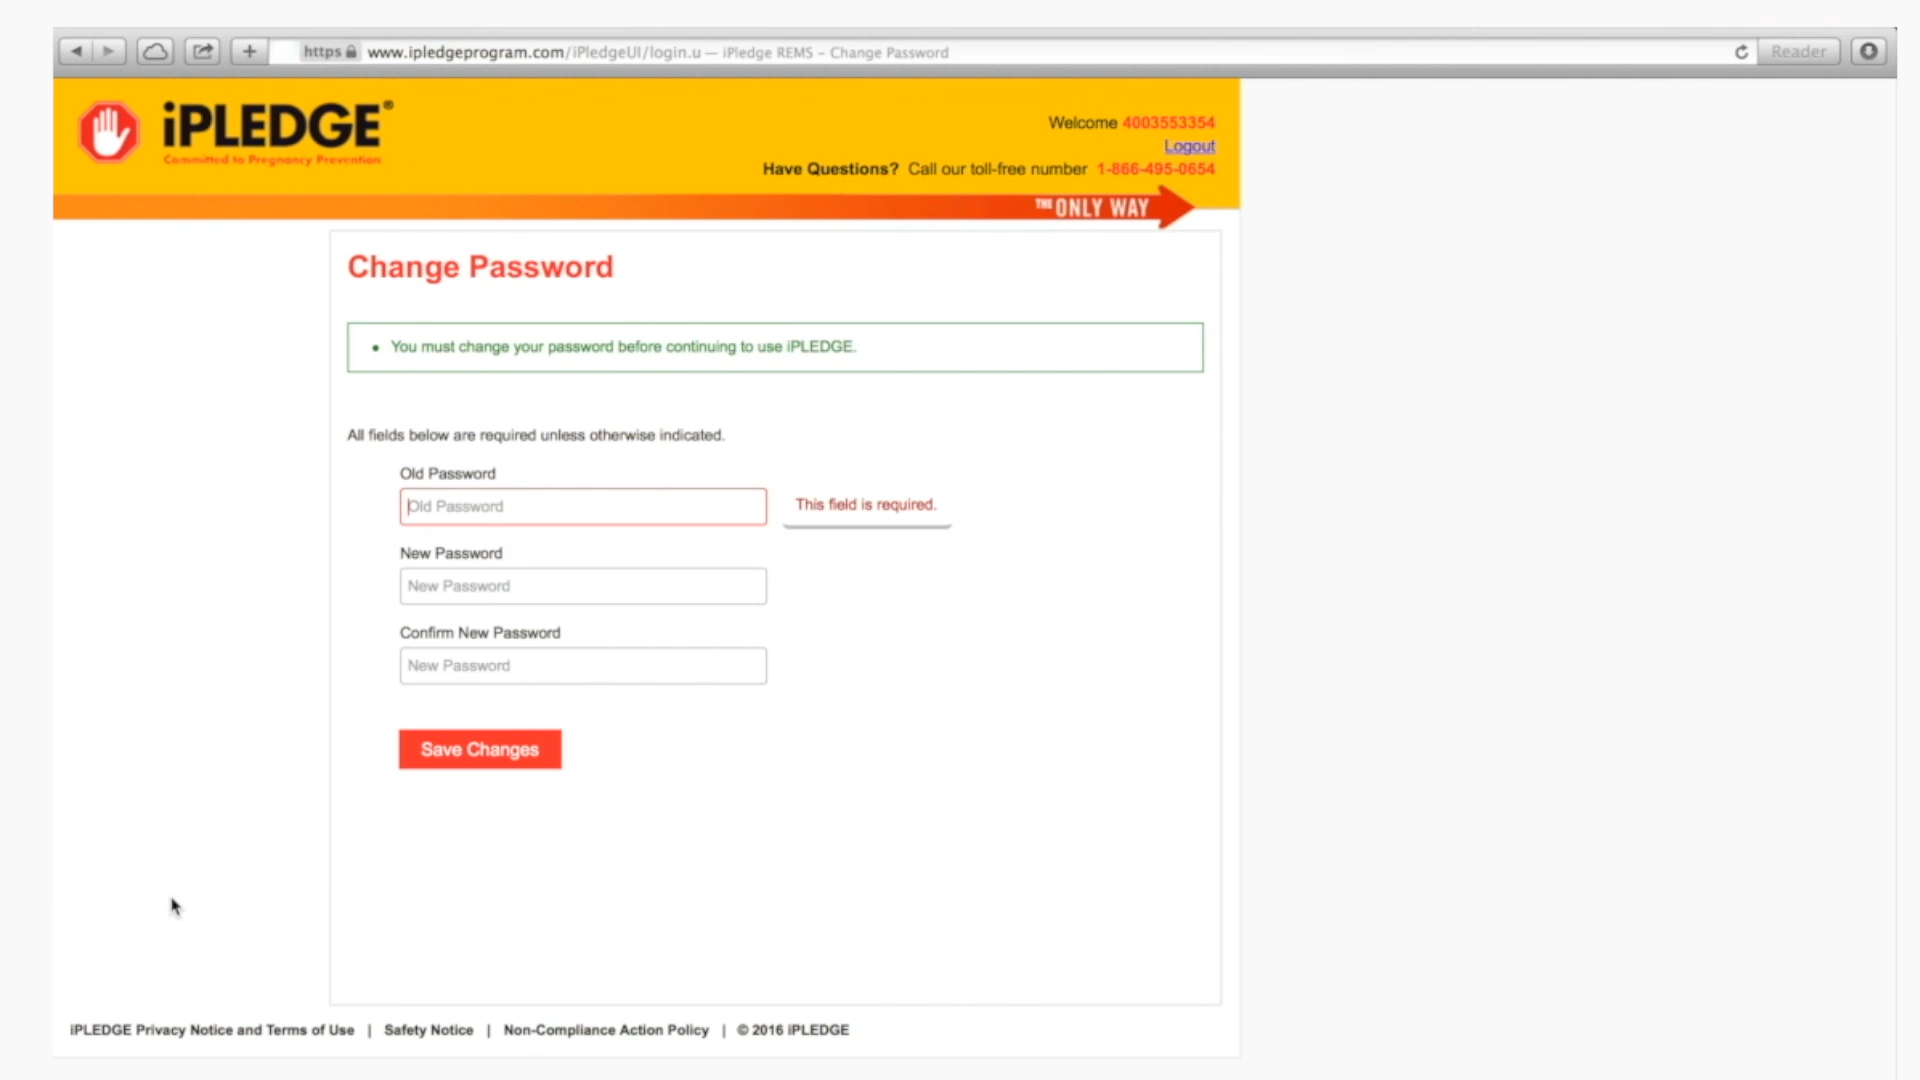 https www.ipledgeprogram.com/iPledgeUI/login.u — iPledge REMS – Change Password
Reader
iPLEDGE®
Committed to Pregnancy Prevention
Welcome 4003553354
Logout
Have Questions? Call our toll-free number 1-866-495-0654
THE ONLY WAY
Change Password
• You must change your password before continuing to use iPLEDGE.
All fields below are required unless otherwise indicated.
Old Password
Old Password
This field is required.
New Password
New Password
Confirm New Password
New Password
Save Changes
iPLEDGE Privacy Notice and Terms of Use | Safety Notice | Non-Compliance Action Policy | © 2016 iPLEDGE